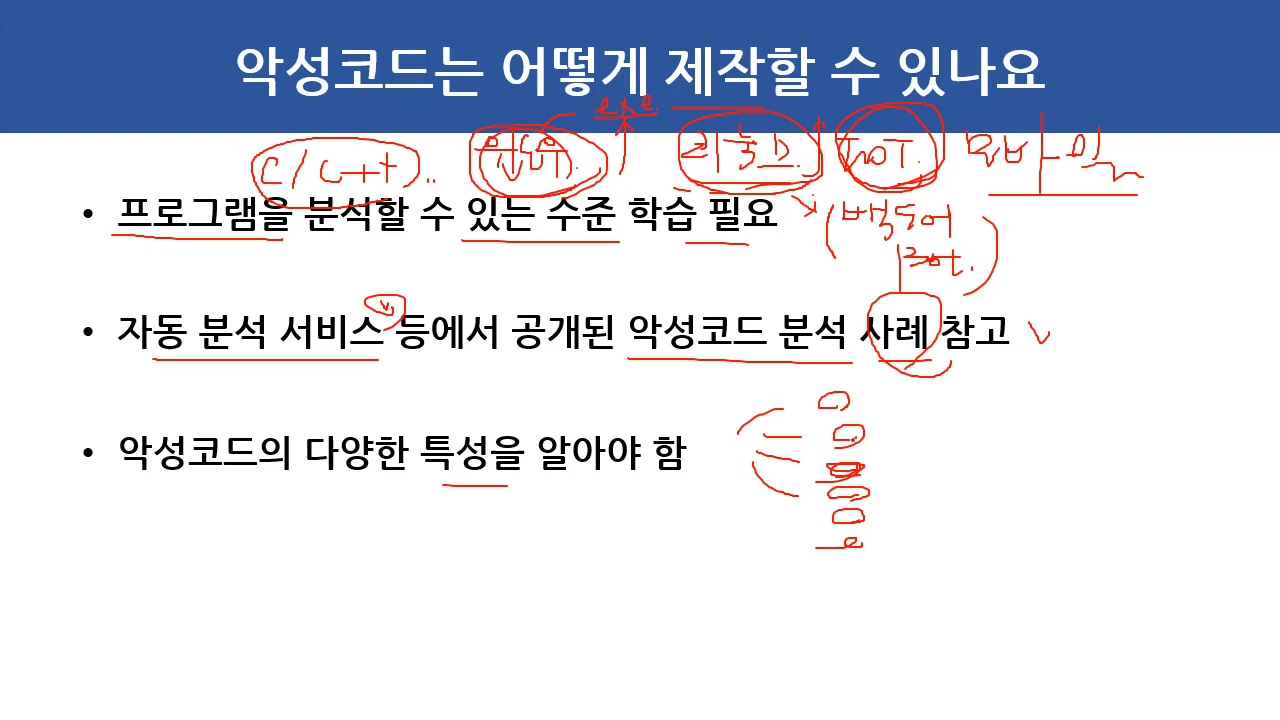 악성코드는 어떻게 제작할 수 있나요
C/C++ .. 윈도우 리눅스 IoT. 모바일
• 프로그램을 분석할 수 있는 수준 학습 필요
(백도어
• 자동 분석 서비스 등에서 공개된 악성코드 분석 사례 참고
• 악성코드의 다양한 특성을 알아야 함